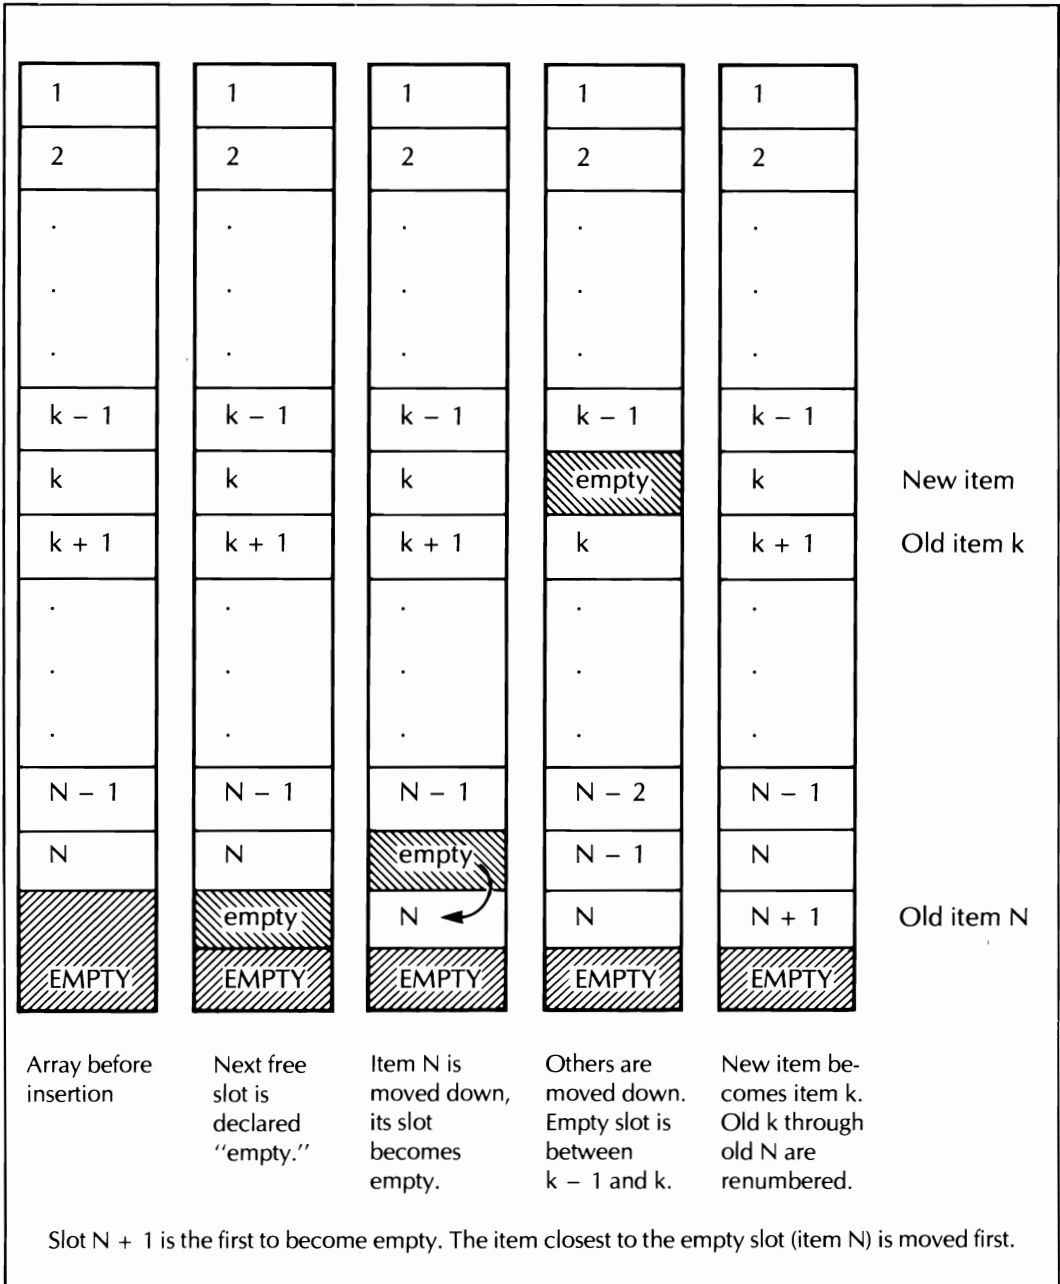 1 1 1 1 1
2 2 2 2 2
. . . . .
. . . . .
. . . . .
k – 1 k – 1 k – 1 k – 1 k – 1
k k k empty k New item
k + 1 k + 1 k + 1 k k + 1 Old item k
. . . . .
. . . . .
. . . . .
N – 1 N – 1 N – 1 N – 2 N – 1
N N empty N – 1 N
empty N N N + 1 Old item N
EMPTY EMPTY EMPTY EMPTY EMPTY
Array before
insertion
Next free
slot is
declared
"empty."
Item N is
moved down,
its slot
becomes
empty.
Others are
moved down.
Empty slot is
between
k – 1 and k.
New item be-
comes item k.
Old k through
old N are
renumbered.
Slot N + 1 is the first to become empty. The item closest to the empty slot (item N) is moved first.